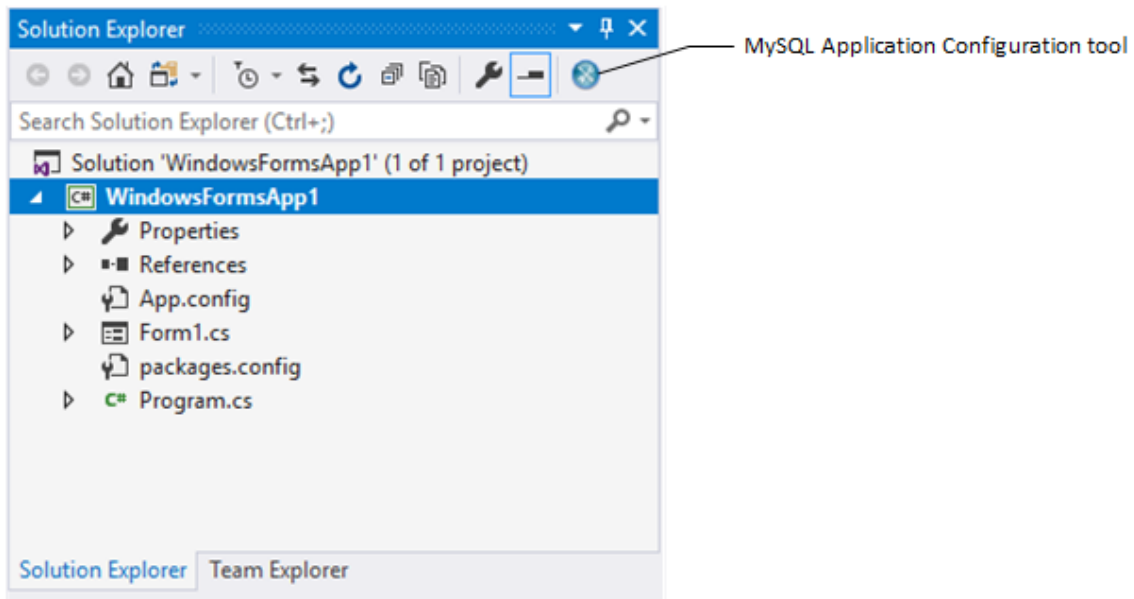 Solution Explorer
MySQL Application Configuration tool
Search Solution Explorer (Ctrl+;)
Solution 'WindowsFormsApp1' (1 of 1 project)
C# WindowsFormsApp1
Properties
References
App.config
Form1.cs
packages.config
C# Program.cs
Solution Explorer Team Explorer